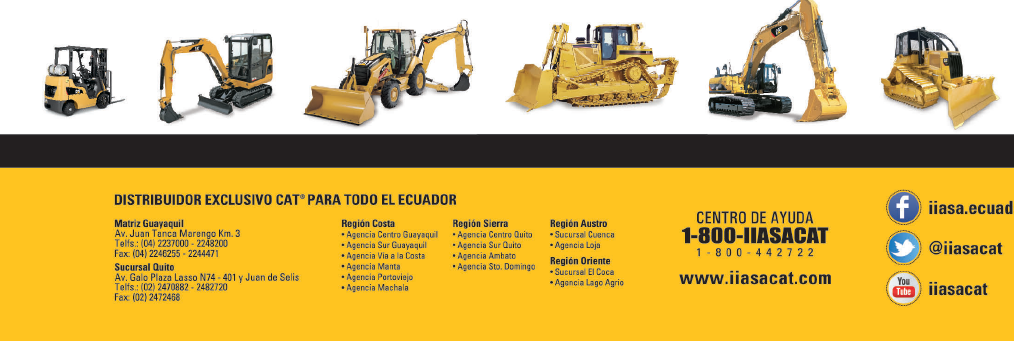 DISTRIBUIDOR EXCLUSIVO CAT® PARA TODO EL ECUADOR
Matriz Guayaquil
Av. Juan Tanca Marengo Km. 3
Telfs.: (04) 2237000 - 2248200
Fax: (04) 2246255 - 2244471
Sucursal Quito
Av. Galo Plaza Lasso N74 - 401 y Juan de Selis
Telfs.: (02) 2470882 - 2482720
Fax: (02) 2472468
Región Costa
• Agencia Centro Guayaquil
• Agencia Sur Guayaquil
• Agencia Vía a la Costa
• Agencia Manta
• Agencia Portoviejo
• Agencia Machala
Región Sierra
• Agencia Centro Quito
• Agencia Sur Quito
• Agencia Ambato
• Agencia Sto. Domingo
Región Austro
• Sucursal Cuenca
• Agencia Loja
Región Oriente
• Sucursal El Coca
• Agencia Lago Agrio
CENTRO DE AYUDA
1-800-IIASACAT
1 - 800 - 442722
www.iiasacat.com
f iiasa.ecuad
@iiasacat
You
Tube
iiasacat